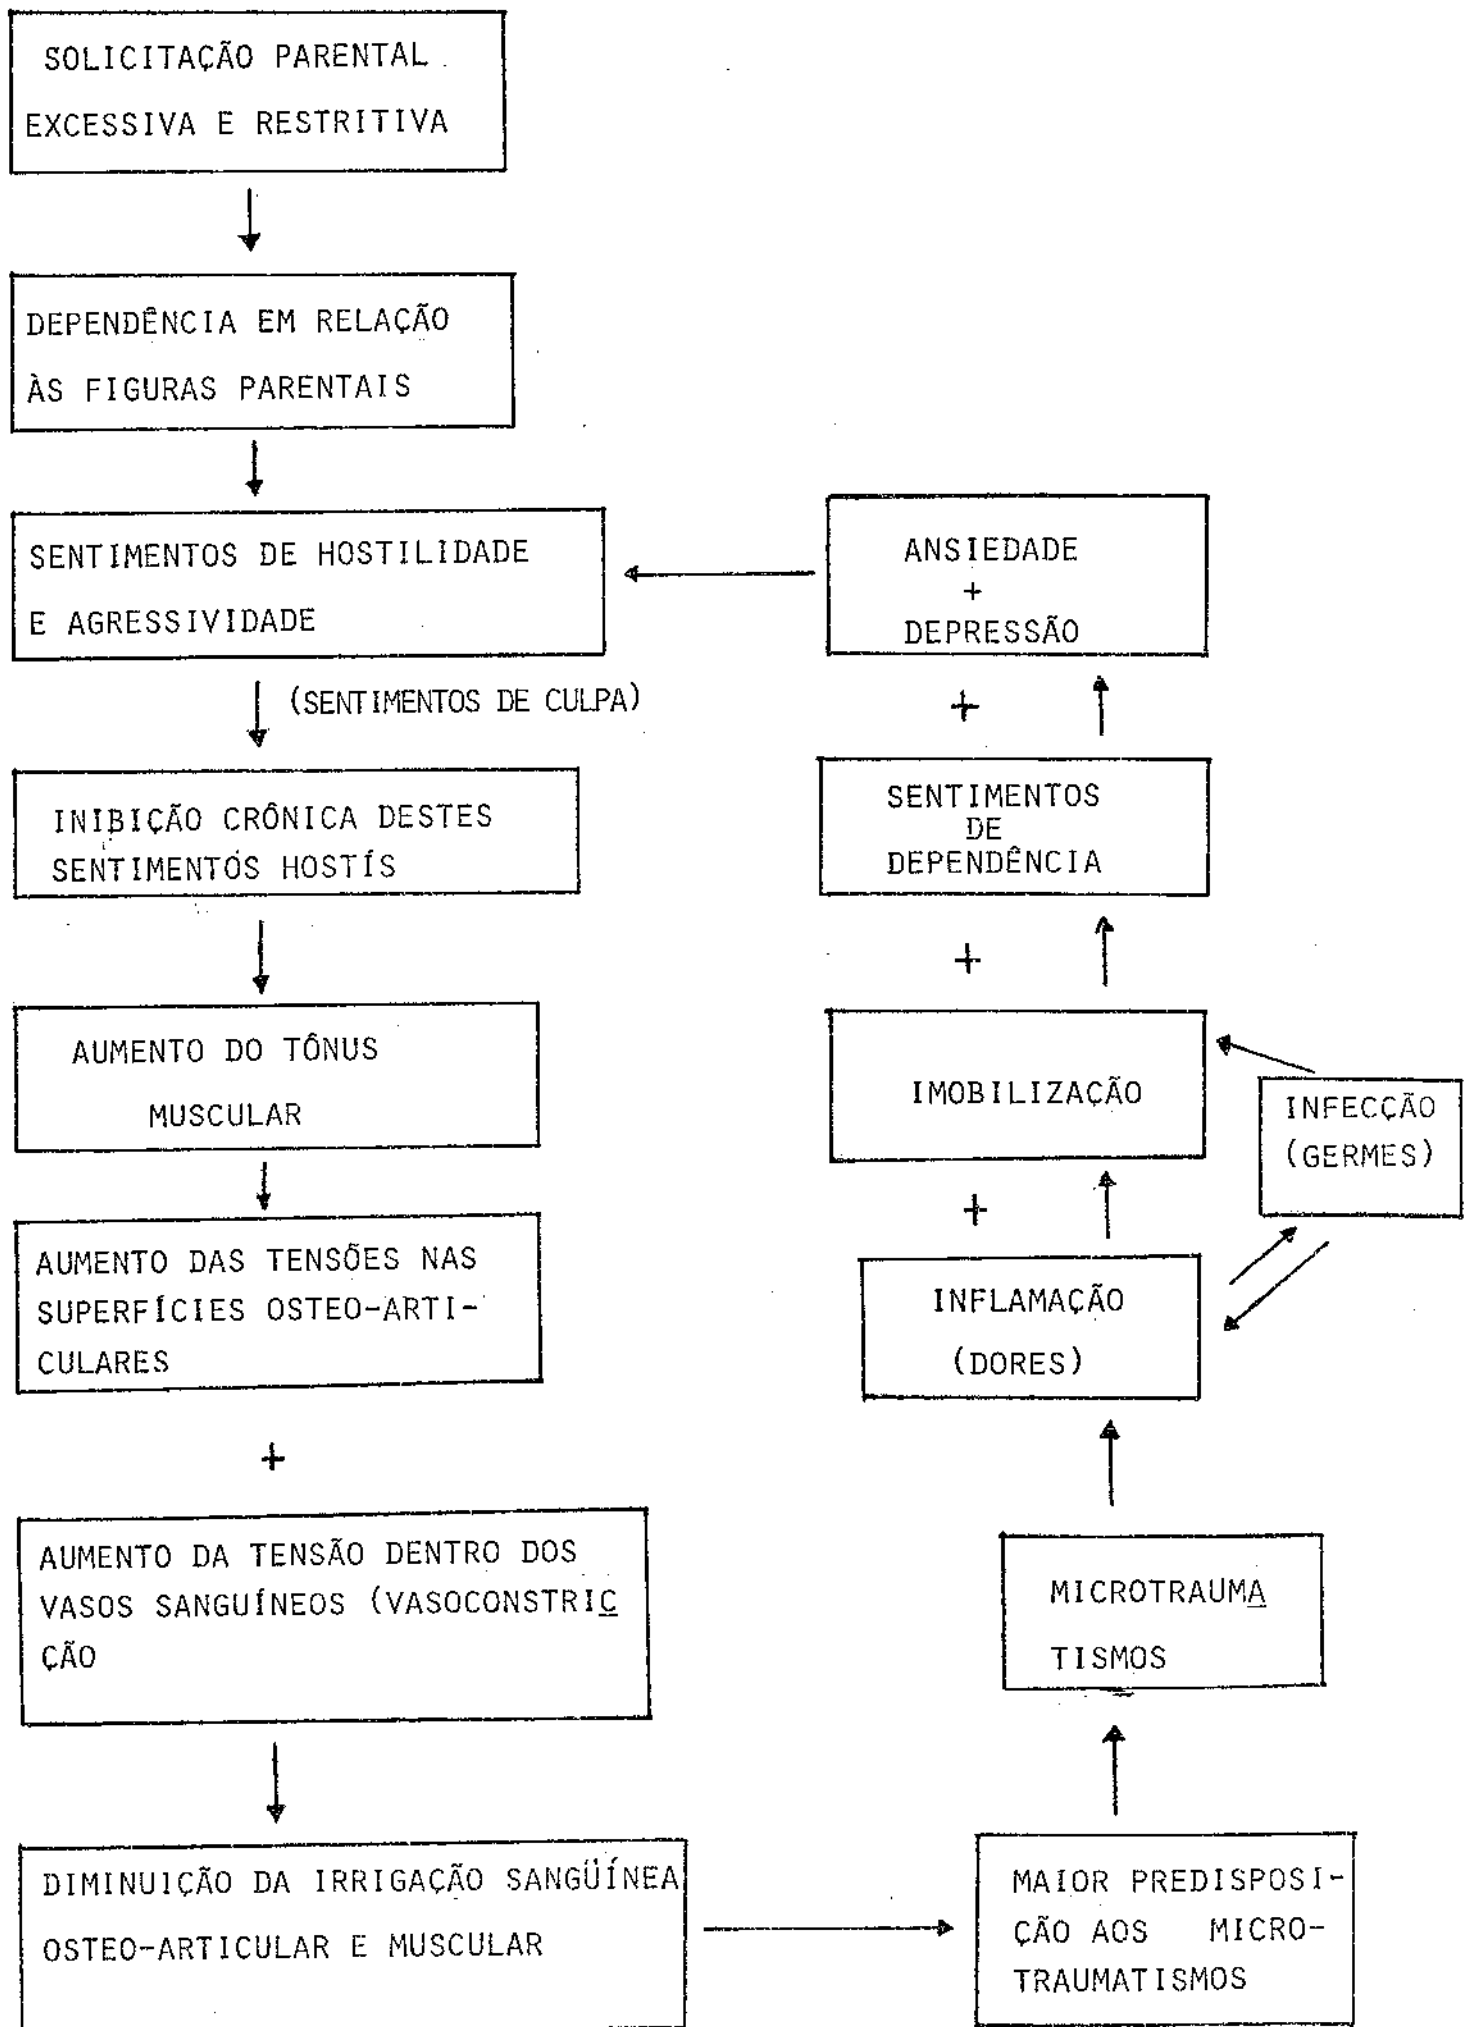 SOLICITAÇÃO PARENTAL
EXCESSIVA E RESTRITIVA
DEPENDÊNCIA EM RELAÇÃO
ÀS FIGURAS PARENTAIS
SENTIMENTOS DE HOSTILIDADE
E AGRESSIVIDADE
(SENTIMENTOS DE CULPA)
INIBIÇÃO CRÔNICA DESTES
SENTIMENTOS HOSTÍS
AUMENTO DO TÔNUS
MUSCULAR
AUMENTO DAS TENSÕES NAS
SUPERFÍCIES OSTEO-ARTI-
CULARES
+
AUMENTO DA TENSÃO DENTRO DOS
VASOS SANGUÍNEOS (VASOCONSTRIC
ÇÃO
DIMINUIÇÃO DA IRRIGAÇÃO SANGÜÍNEA
OSTEO-ARTICULAR E MUSCULAR
MAIOR PREDISPOSI-
ÇÃO AOS MICRO-
TRAUMATISMOS
MICROTRAUMA
TISMOS
INFLAMAÇÃO
(DORES)
INFECÇÃO
(GERMES)
+
IMOBILIZAÇÃO
+
SENTIMENTOS
DE
DEPENDÊNCIA
+
ANSIEDADE
+
DEPRESSÃO